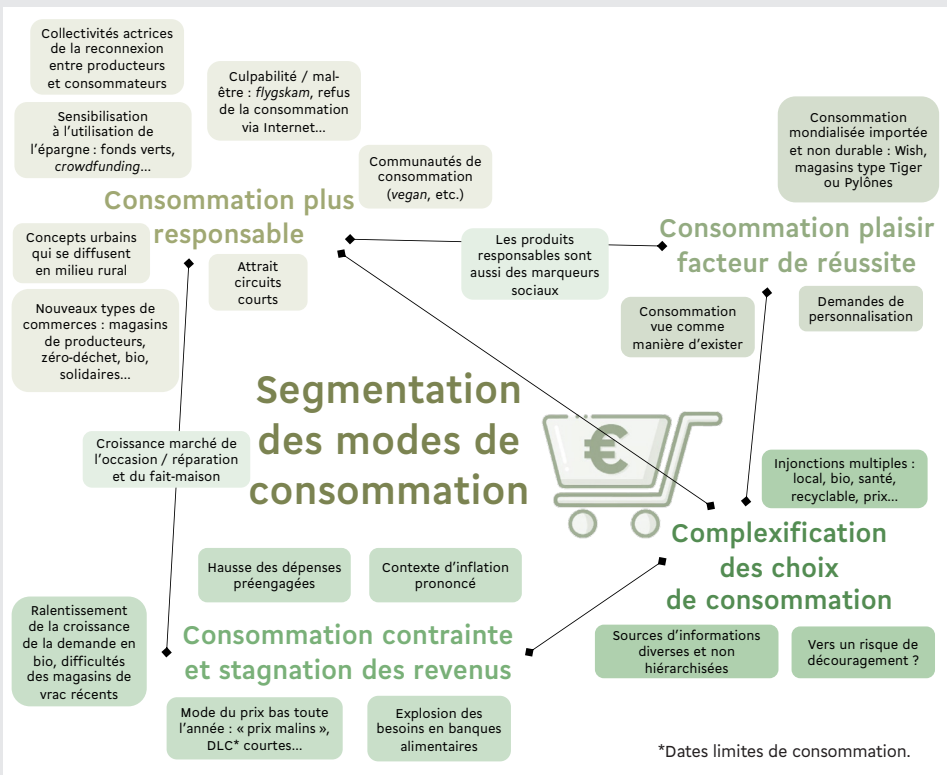 Collectivités actrices
de la reconnexion
entre producteurs
et consommateurs
Culpabilité / mal-
être : flygskam, refus
de la consommation
via Internet...
Sensibilisation
à l'utilisation de
l'épargne : fonds verts,
crowdfunding...
Communautés de
consommation
(vegan, etc.)
Consommation plus
responsable
Concepts urbains
qui se diffusent
en milieu rural
Attrait
circuits
courts
Nouveaux types de
commerces : magasins
de producteurs,
zéro-déchet, bio,
solidaires...
Les produits
responsables sont
aussi des marqueurs
sociaux
Consommation
mondialisée importée
et non durable : Wish,
magasins type Tiger
ou Pylônes
Consommation plaisir
facteur de réussite
Consommation
vue comme
manière d'exister
Demandes de
personnalisation
Segmentation
des modes de
consommation
€
Croissance marché de
l'occasion / réparation
et du fait-maison
Injonctions multiples :
local, bio, santé,
recyclable, prix...
Complexification
des choix
de consommation
Sources d'informations
diverses et non
hiérarchisées
Vers un risque de
découragement ?
Hausse des dépenses
préengagées
Contexte d'inflation
prononcé
Consommation contrainte
et stagnation des revenus
Ralentissement
de la croissance
de la demande en
bio, difficultés
des magasins de
vrac récents
Mode du prix bas toute
l'année : « prix malins »,
DLC* courtes...
Explosion des
besoins en banques
alimentaires
*Dates limites de consommation.